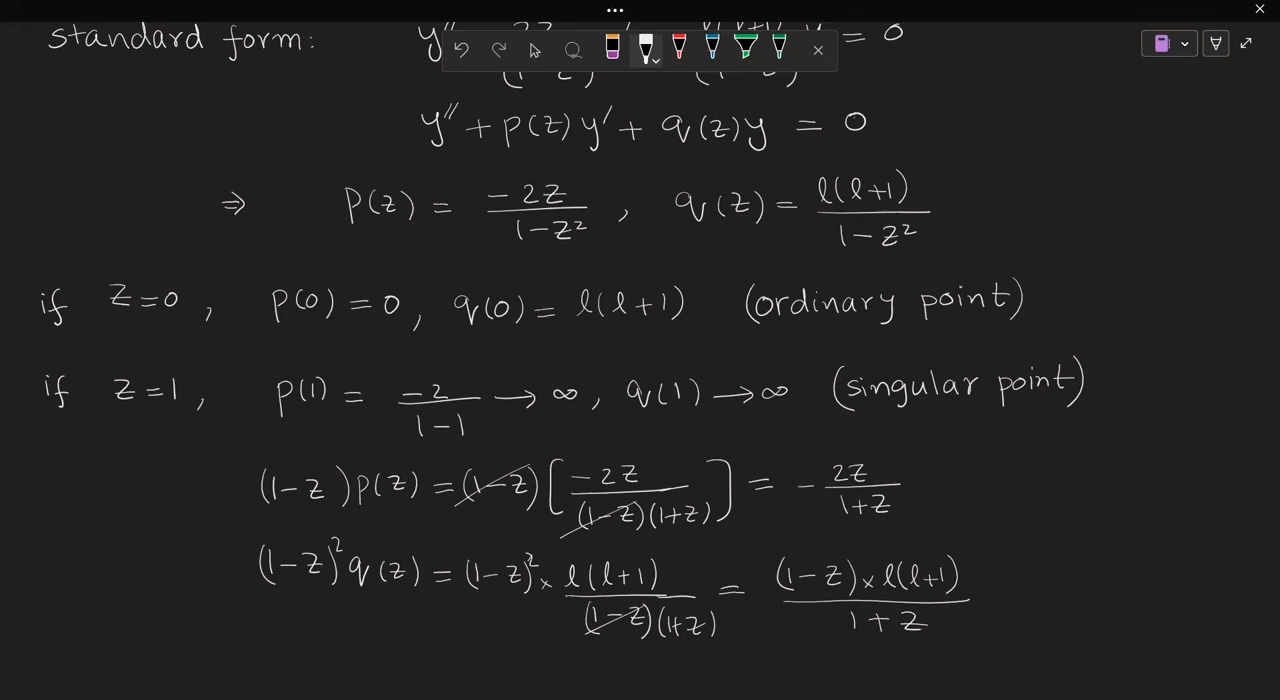 standard form: y'' = 0
y'' + p(z) y' + q(z) y = 0
⇒ p(z) = -2z / 1-z², q(z) = l(l+1) / 1-z²
if z=0, p(0)=0, q(0)= l(l+1) (ordinary point)
if z=1, p(1) = -2 / 1-1 → ∞, q(1) → ∞ (singular point)
(1-z)p(z) = (1-z) [ -2z / (1-z)(1+z) ] = - 2z / 1+z
(1-z)² q(z) = (1-z)² × l(l+1) / (1-z)(1+z) = (1-z) × l(l+1) / 1+z